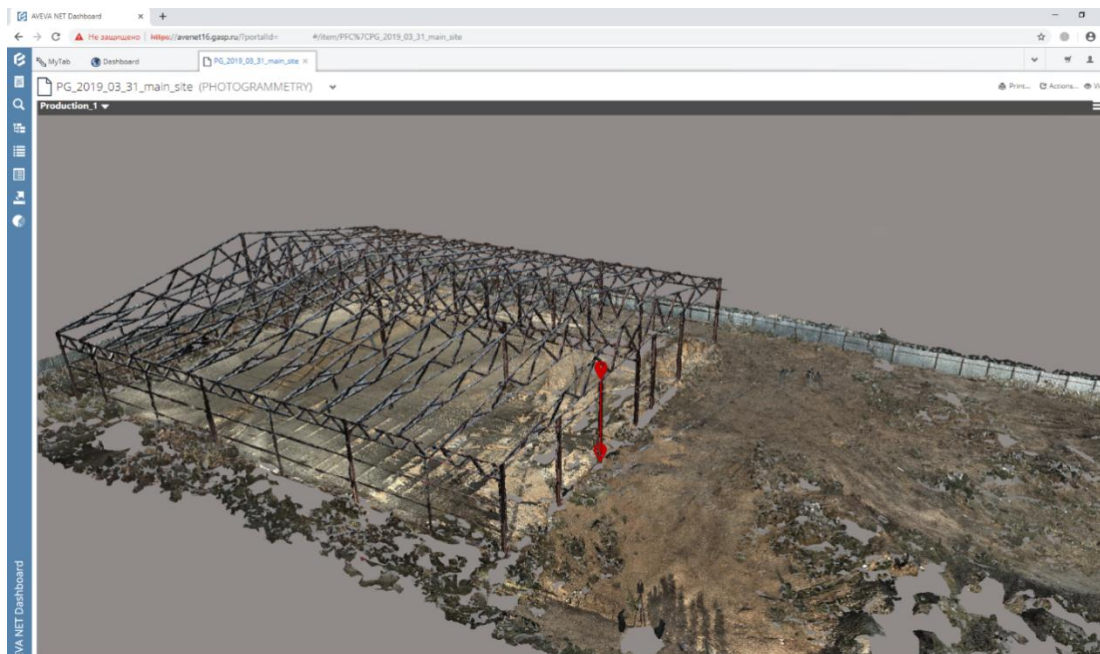 AVEVA NET Dashboard
Не защищено | https://avenet16.gasp.ru/?portalId= #/item/PFC%7CPG_2019_03_31_main_site
MyTab Dashboard PG_2019_03_31_main_site
PG_2019_03_31_main_site (PHOTOGRAMMETRY) Print... Actions...
Production_1
NET Dashboard